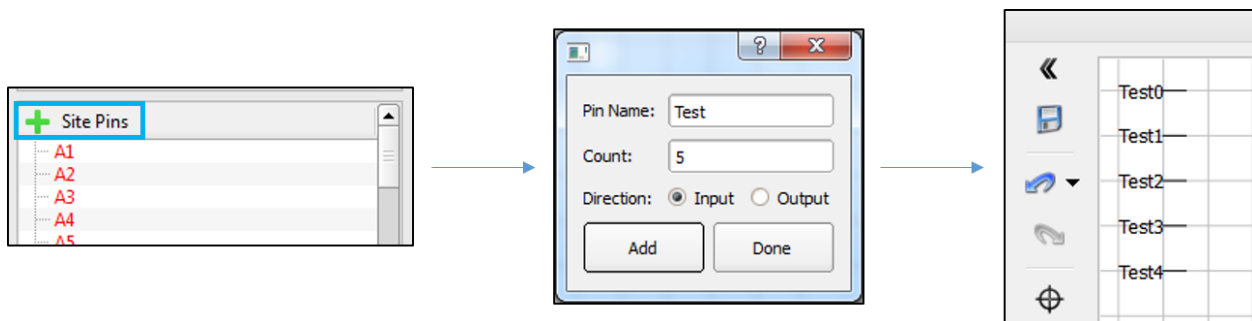 Site Pins
A1
A2
A3
A4
A5
?
X
Pin Name: Test
Count: 5
Direction: Input Output
Add Done
Test0
Test1
Test2
Test3
Test4